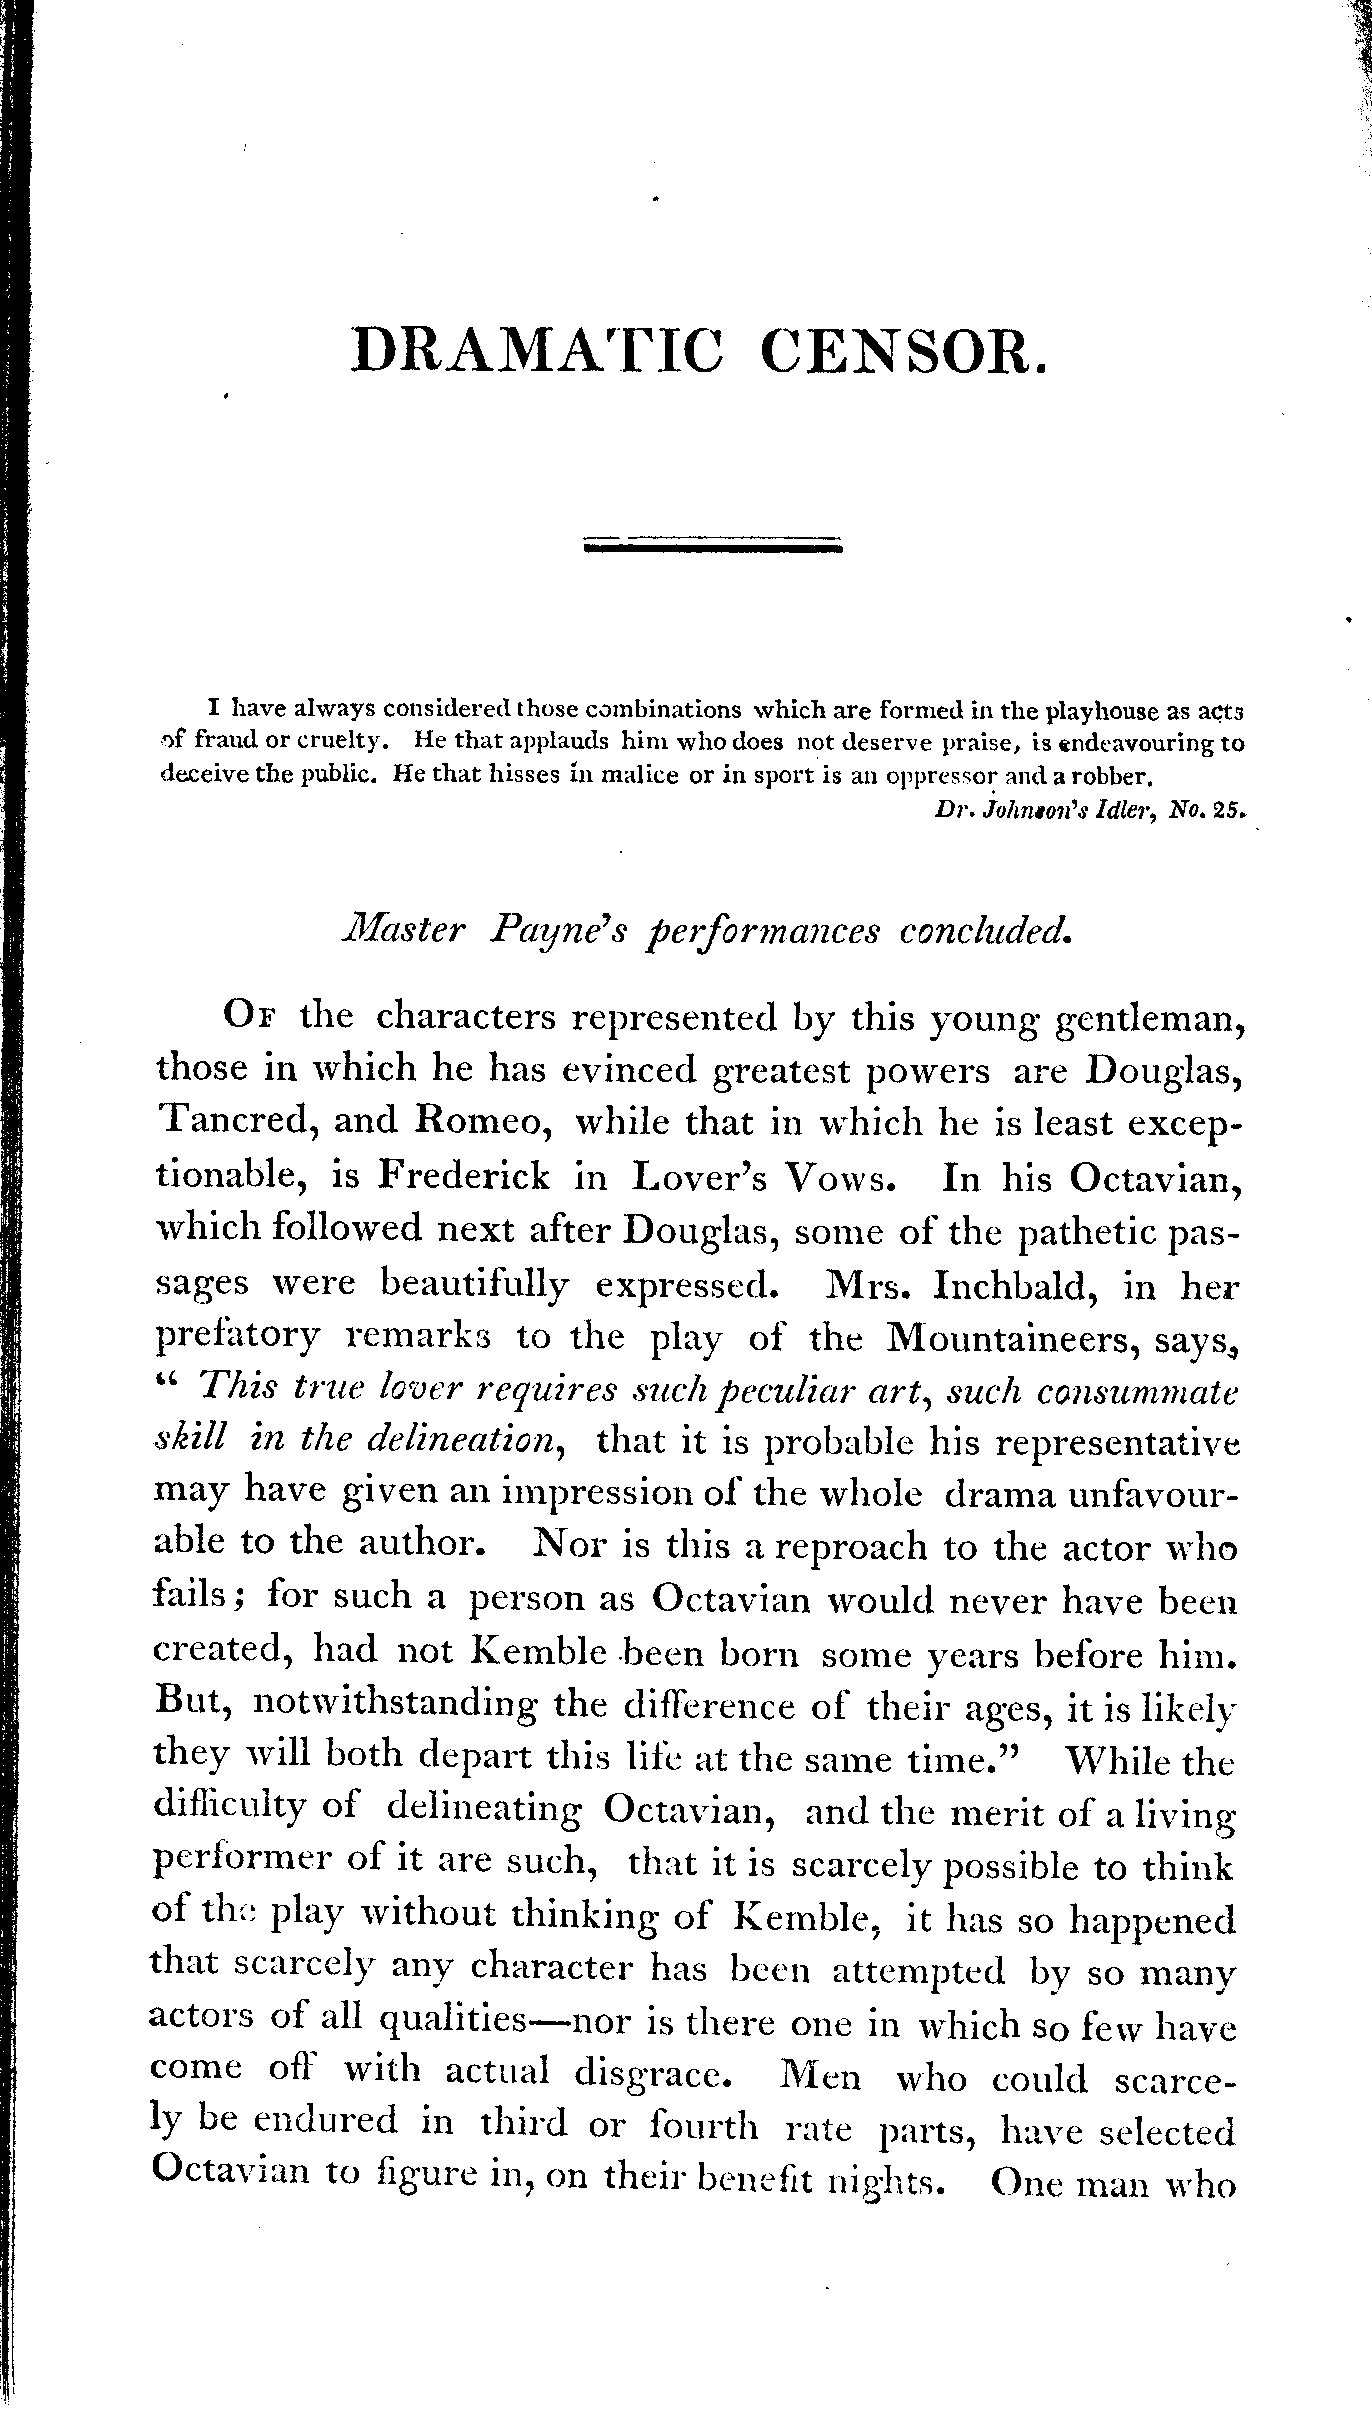 DRAMATIC CENSOR.
I have always considered those combinations which are formed in the playhouse as acts
of fraud or cruelty. He that applauds him who does not deserve praise, is endeavouring to
deceive the public. He that hisses in malice or in sport is an oppressor and a robber.
Dr. Johnson's Idler, No. 25.
Master Payne's performances concluded.
OF the characters represented by this young gentleman,
those in which he has evinced greatest powers are Douglas,
Tancred, and Romeo, while that in which he is least excep-
tionable, is Frederick in Lover's Vows. In his Octavian,
which followed next after Douglas, some of the pathetic pas-
sages were beautifully expressed. Mrs. Inchbald, in her
prefatory remarks to the play of the Mountaineers, says,
“ This true lover requires such peculiar art, such consummate
skill in the delineation, that it is probable his representative
may have given an impression of the whole drama unfavour-
able to the author. Nor is this a reproach to the actor who
fails; for such a person as Octavian would never have been
created, had not Kemble been born some years before him.
But, notwithstanding the difference of their ages, it is likely
they will both depart this life at the same time.” While the
difficulty of delineating Octavian, and the merit of a living
performer of it are such, that it is scarcely possible to think
of the play without thinking of Kemble, it has so happened
that scarcely any character has been attempted by so many
actors of all qualities—nor is there one in which so few have
come off with actual disgrace. Men who could scarce-
ly be endured in third or fourth rate parts, have selected
Octavian to figure in, on their benefit nights. One man who